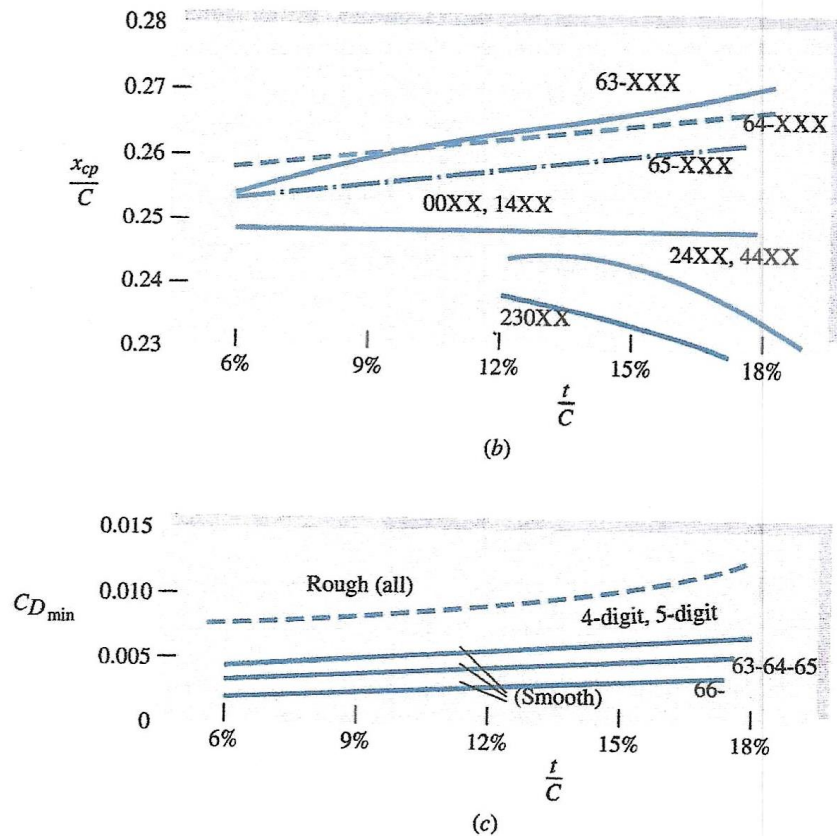 0.28
0.27
63-XXX
64-XXX
0.26
x_cp
C
65-XXX
00XX, 14XX
0.25
24XX, 44XX
0.24
230XX
0.23
6%
9%
12%
15%
18%
t
C
(b)
0.015
0.010
Rough (all)
C_Dmin
4-digit, 5-digit
0.005
63-64-65
(Smooth)
66-
0
6%
9%
12%
15%
18%
t
C
(c)